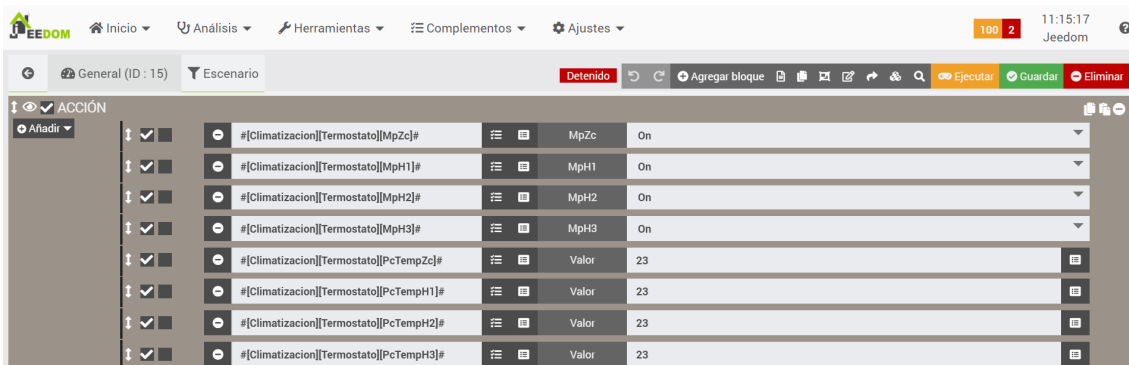 JEEDOM Inicio Análisis Herramientas Complementos Ajustes 100 2 11:15:17
Jeedom
General (ID : 15) Escenario Detenido Agregar bloque Ejecutar Guardar Eliminar
ACCIÓN
Añadir #[Climatizacion][Termostato][MpZc]# MpZc On
#[Climatizacion][Termostato][MpH1]# MpH1 On
#[Climatizacion][Termostato][MpH2]# MpH2 On
#[Climatizacion][Termostato][MpH3]# MpH3 On
#[Climatizacion][Termostato][PcTempZc]# Valor 23
#[Climatizacion][Termostato][PcTempH1]# Valor 23
#[Climatizacion][Termostato][PcTempH2]# Valor 23
#[Climatizacion][Termostato][PcTempH3]# Valor 23